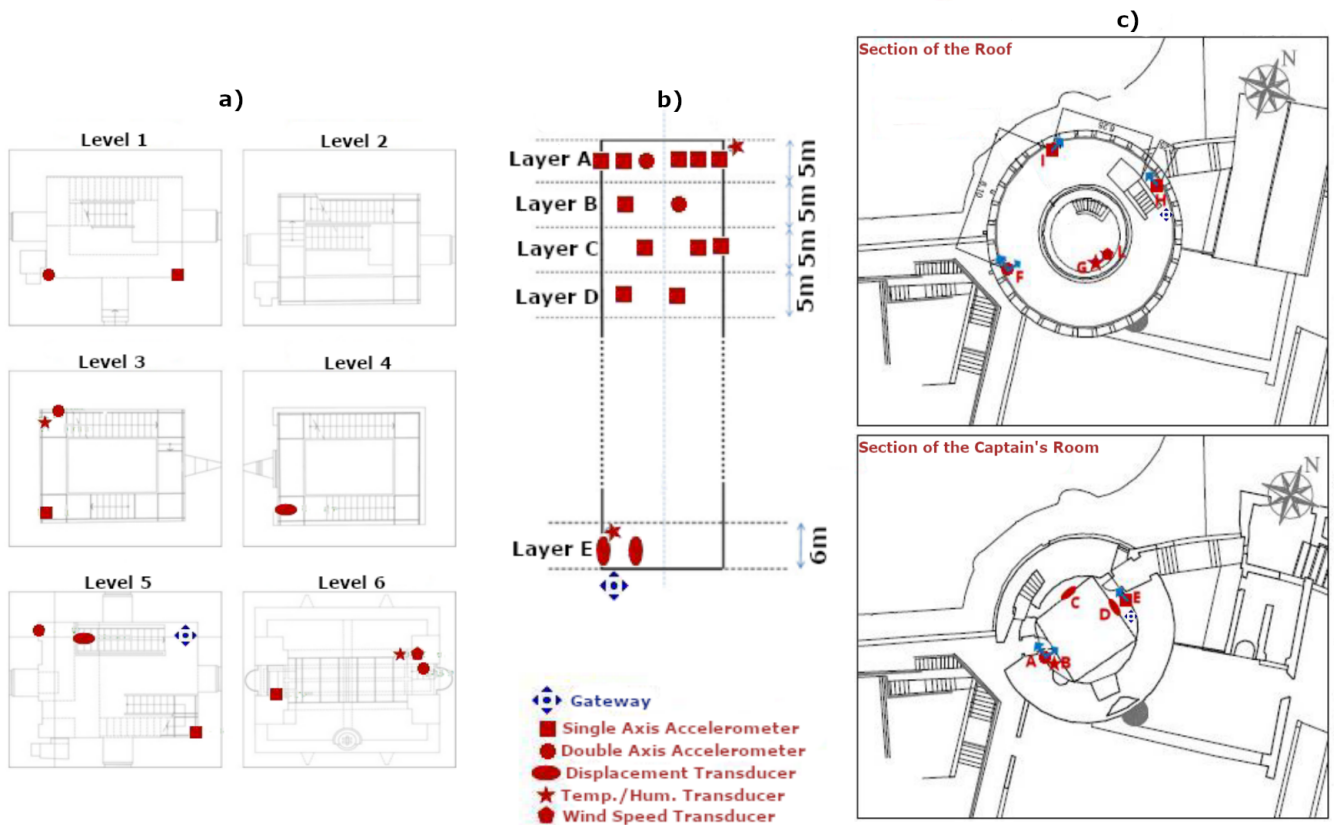 a)
Level 1
Level 2
Level 3
Level 4
Level 5
Level 6
b)
Layer A
5m
Layer B
5m
Layer C
5m
Layer D
5m
Layer E
6m
Gateway
Single Axis Accelerometer
Double Axis Accelerometer
Displacement Transducer
Temp./Hum. Transducer
Wind Speed Transducer
c)
Section of the Roof
N
I
H
G
L
F
Section of the Captain's Room
N
C
E
D
A
B